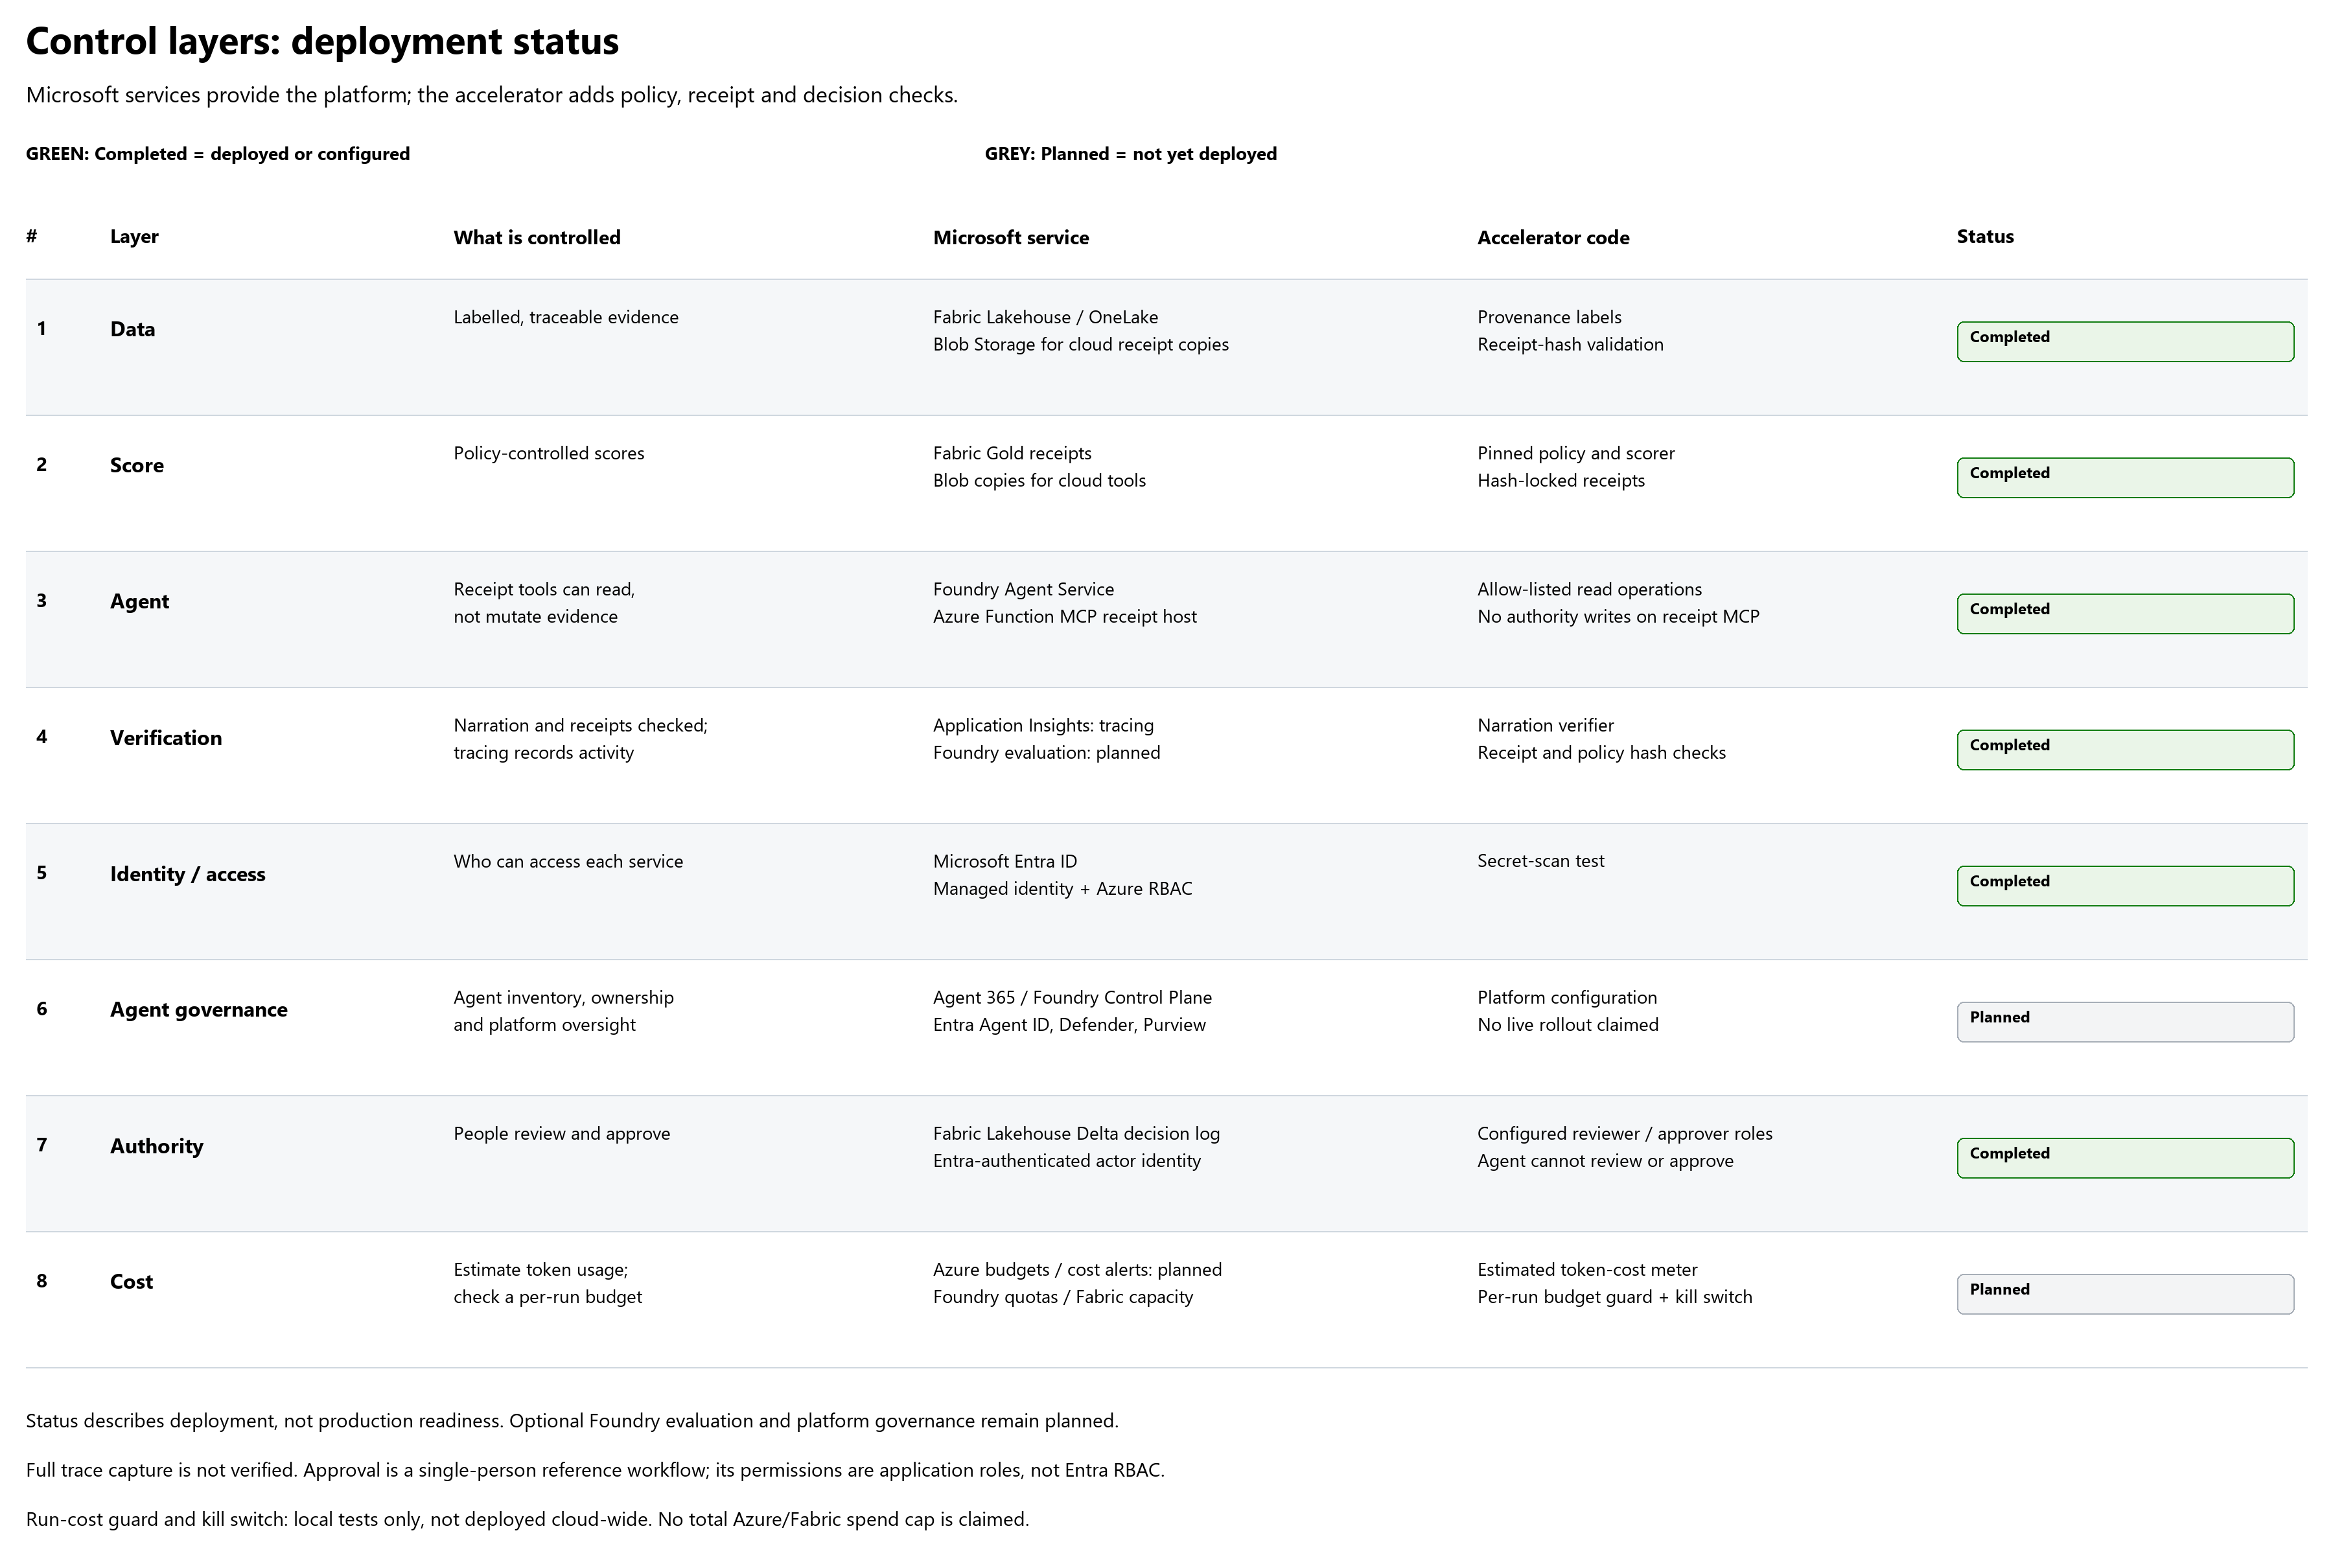 Control layers: deployment status
Microsoft services provide the platform; the accelerator adds policy, receipt and decision checks.
GREEN: Completed = deployed or configured
GREY: Planned = not yet deployed
# Layer What is controlled Microsoft service Accelerator code Status
1 Data
Labelled, traceable evidence
Fabric Lakehouse / OneLake
Blob Storage for cloud receipt copies
Provenance labels
Receipt-hash validation
Completed
2 Score
Policy-controlled scores
Fabric Gold receipts
Blob copies for cloud tools
Pinned policy and scorer
Hash-locked receipts
Completed
3 Agent
Receipt tools can read,
not mutate evidence
Foundry Agent Service
Azure Function MCP receipt host
Allow-listed read operations
No authority writes on receipt MCP
Completed
4 Verification
Narration and receipts checked;
tracing records activity
Application Insights: tracing
Foundry evaluation: planned
Narration verifier
Receipt and policy hash checks
Completed
5 Identity / access
Who can access each service
Microsoft Entra ID
Managed identity + Azure RBAC
Secret-scan test
Completed
6 Agent governance
Agent inventory, ownership
and platform oversight
Agent 365 / Foundry Control Plane
Entra Agent ID, Defender, Purview
Platform configuration
No live rollout claimed
Planned
7 Authority
People review and approve
Fabric Lakehouse Delta decision log
Entra-authenticated actor identity
Configured reviewer / approver roles
Agent cannot review or approve
Completed
8 Cost
Estimate token usage;
check a per-run budget
Azure budgets / cost alerts: planned
Foundry quotas / Fabric capacity
Estimated token-cost meter
Per-run budget guard + kill switch
Planned
Status describes deployment, not production readiness. Optional Foundry evaluation and platform governance remain planned.
Full trace capture is not verified. Approval is a single-person reference workflow; its permissions are application roles, not Entra RBAC.
Run-cost guard and kill switch: local tests only, not deployed cloud-wide. No total Azure/Fabric spend cap is claimed.